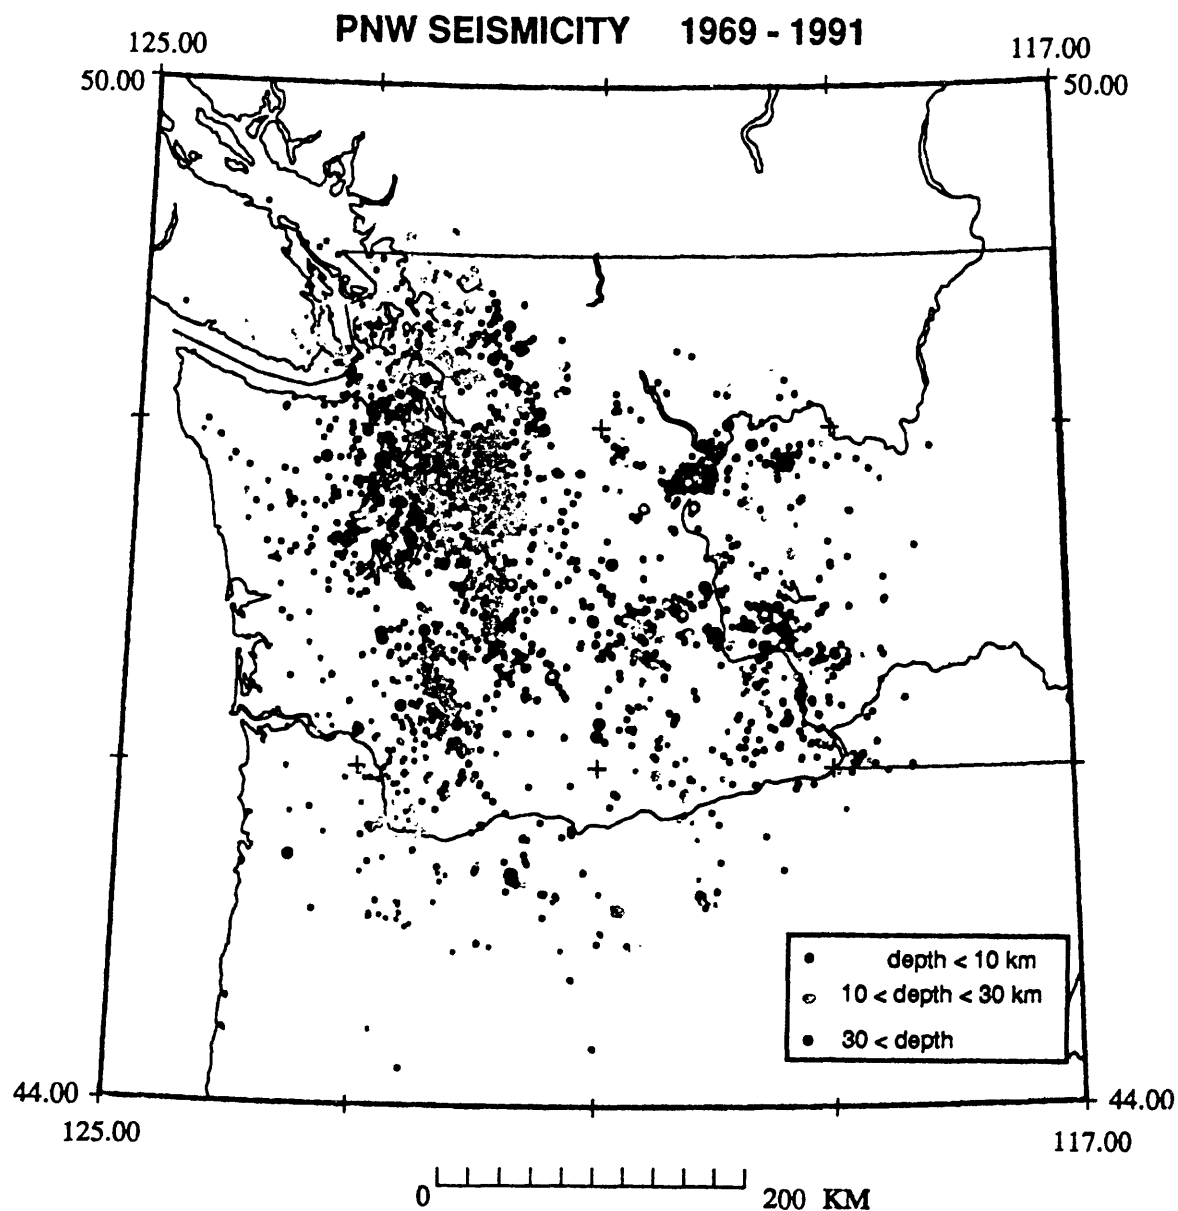 PNW SEISMICITY 1969 - 1991
125.00 117.00
50.00 50.00
depth < 10 km
10 < depth < 30 km
30 < depth
44.00 44.00
125.00 117.00
0 200 KM